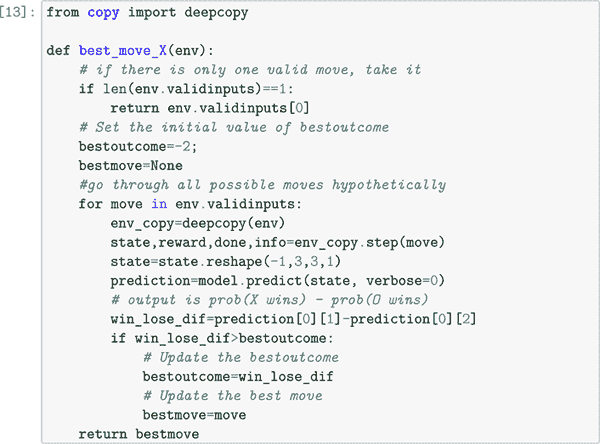 [13]: from copy import deepcopy
def best_move_X(env):
# if there is only one valid move, take it
if len(env.validinputs)==1:
return env.validinputs[0]
# Set the initial value of bestoutcome
bestoutcome=-2;
bestmove=None
#go through all possible moves hypothetically
for move in env.validinputs:
env_copy=deepcopy(env)
state,reward,done,info=env_copy.step(move)
state=state.reshape(-1,3,3,1)
prediction=model.predict(state, verbose=0)
# output is prob(X wins) - prob(O wins)
win_lose_dif=prediction[0][1]-prediction[0][2]
if win_lose_dif>bestoutcome:
# Update the bestoutcome
bestoutcome=win_lose_dif
# Update the best move
bestmove=move
return bestmove